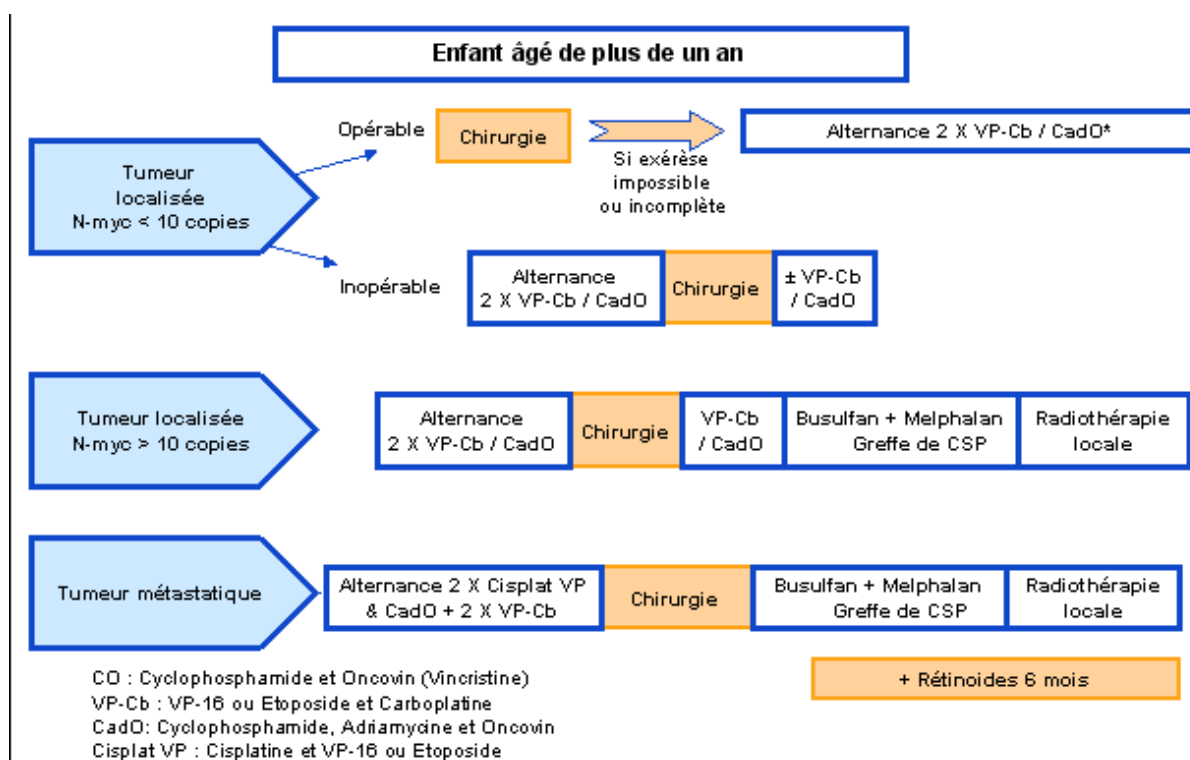 Enfant âgé de plus de un an
Tumeur
localisée
N-myc < 10 copies
Opérable
Chirurgie
Si exérèse
impossible
ou incomplète
Alternance 2 X VP-Cb / CadO*
Inopérable
Alternance
2 X VP-Cb / CadO
Chirurgie
± VP-Cb
/ CadO
Tumeur localisée
N-myc > 10 copies
Alternance
2 X VP-Cb / CadO
Chirurgie
VP-Cb
/ CadO
Busulfan + Melphalan
Greffe de CSP
Radiothérapie
locale
Tumeur métastatique
Alternance 2 X Cisplat VP
& CadO + 2 X VP-Cb
Chirurgie
Busulfan + Melphalan
Greffe de CSP
Radiothérapie
locale
+ Rétinoides 6 mois
CO : Cyclophosphamide et Oncovin (Vincristine)
VP-Cb : VP-16 ou Etoposide et Carboplatine
CadO: Cyclophosphamide, Adriamycine et Oncovin
Cisplat VP : Cisplatine et VP-16 ou Etoposide